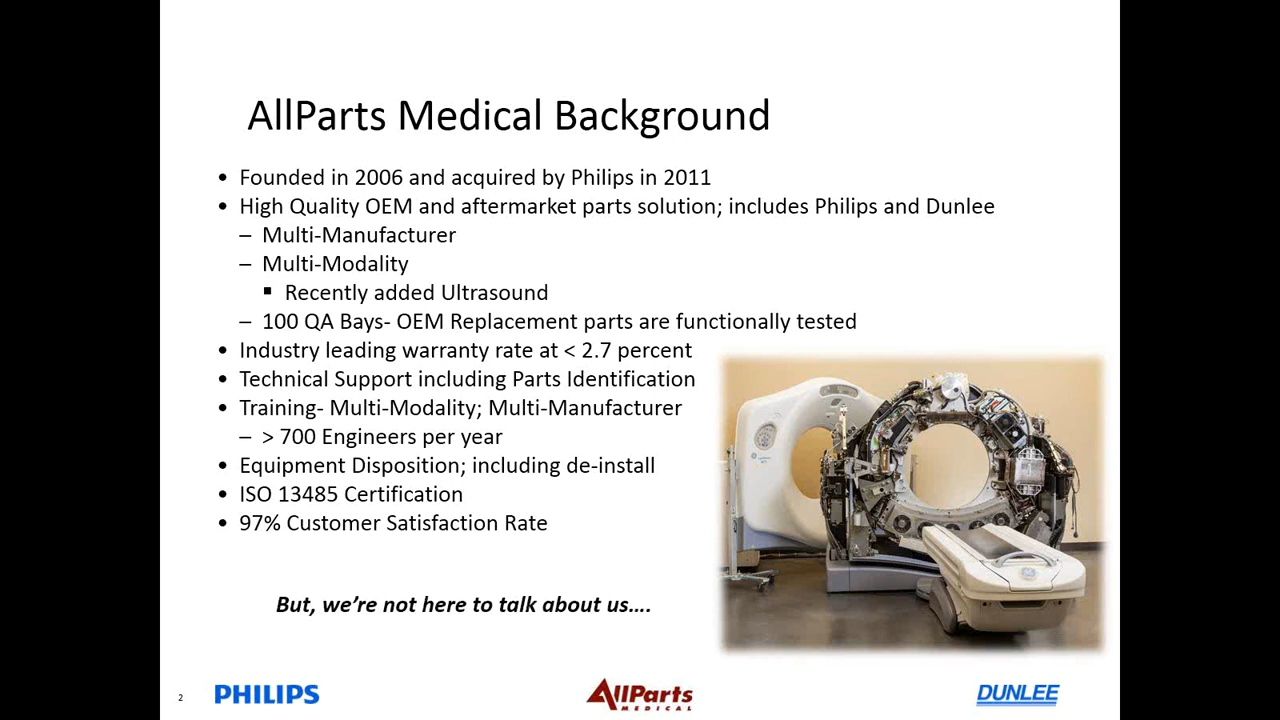 AllParts Medical Background
• Founded in 2006 and acquired by Philips in 2011
• High Quality OEM and aftermarket parts solution; includes Philips and Dunlee
– Multi-Manufacturer
– Multi-Modality
▪ Recently added Ultrasound
– 100 QA Bays- OEM Replacement parts are functionally tested
• Industry leading warranty rate at < 2.7 percent
• Technical Support including Parts Identification
• Training- Multi-Modality; Multi-Manufacturer
– > 700 Engineers per year
• Equipment Disposition; including de-install
• ISO 13485 Certification
• 97% Customer Satisfaction Rate
But, we’re not here to talk about us….
2
PHILIPS
AllParts
MEDICAL
DUNLEE